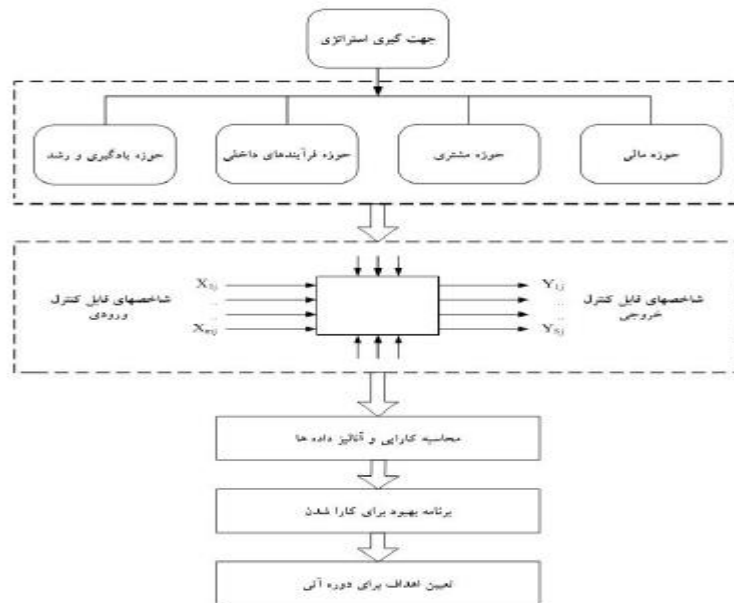 جهت گیری استراتژی
حوزه مالی
حوزه مشتری
حوزه فرآیندهای داخلی
حوزه یادگیری و رشد
شاخصهای قابل کنترل
ورودی
X1j
..
..
Xmj
Y1j
..
..
YSj
شاخصهای قابل کنترل
خروجی
محاسبه کارایی و آنالیز داده ها
برنامه بهبود برای کارا شدن
تعیین اهداف برای دوره آتی